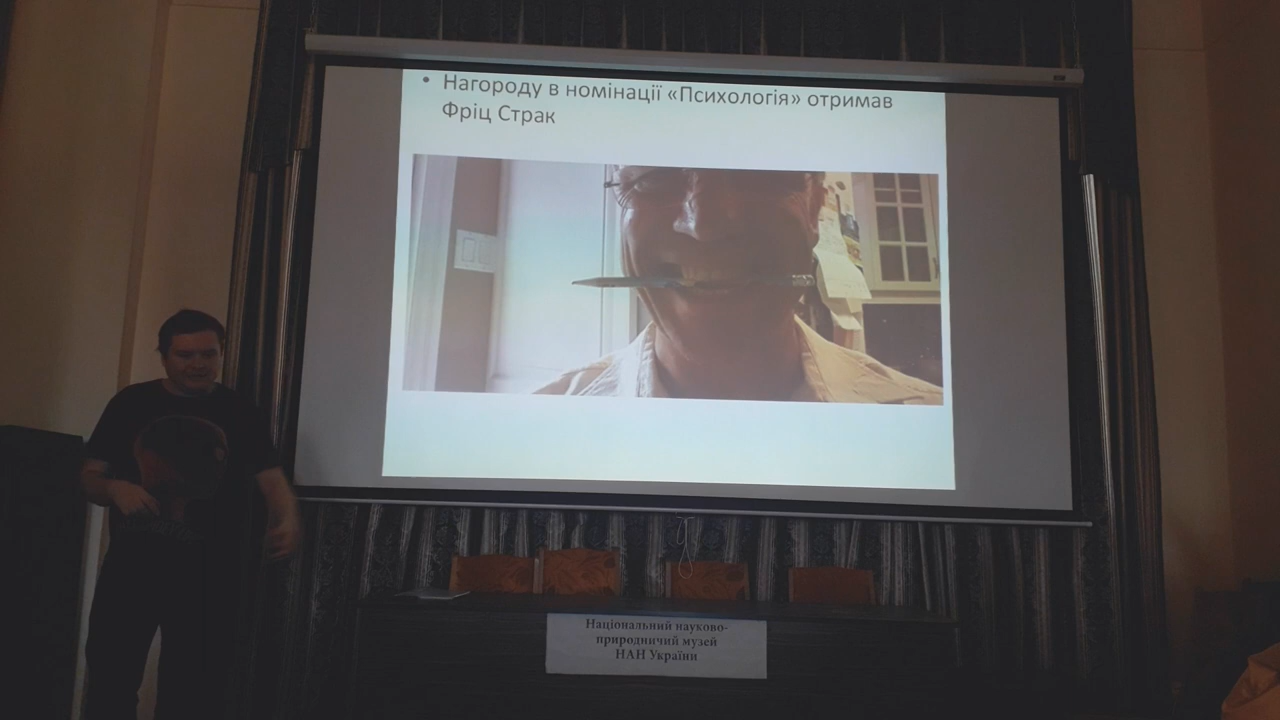 • Нагороду в номінації «Психологія» отримав
Фріц Страк
Національний науково-
природничий музей
НАН України